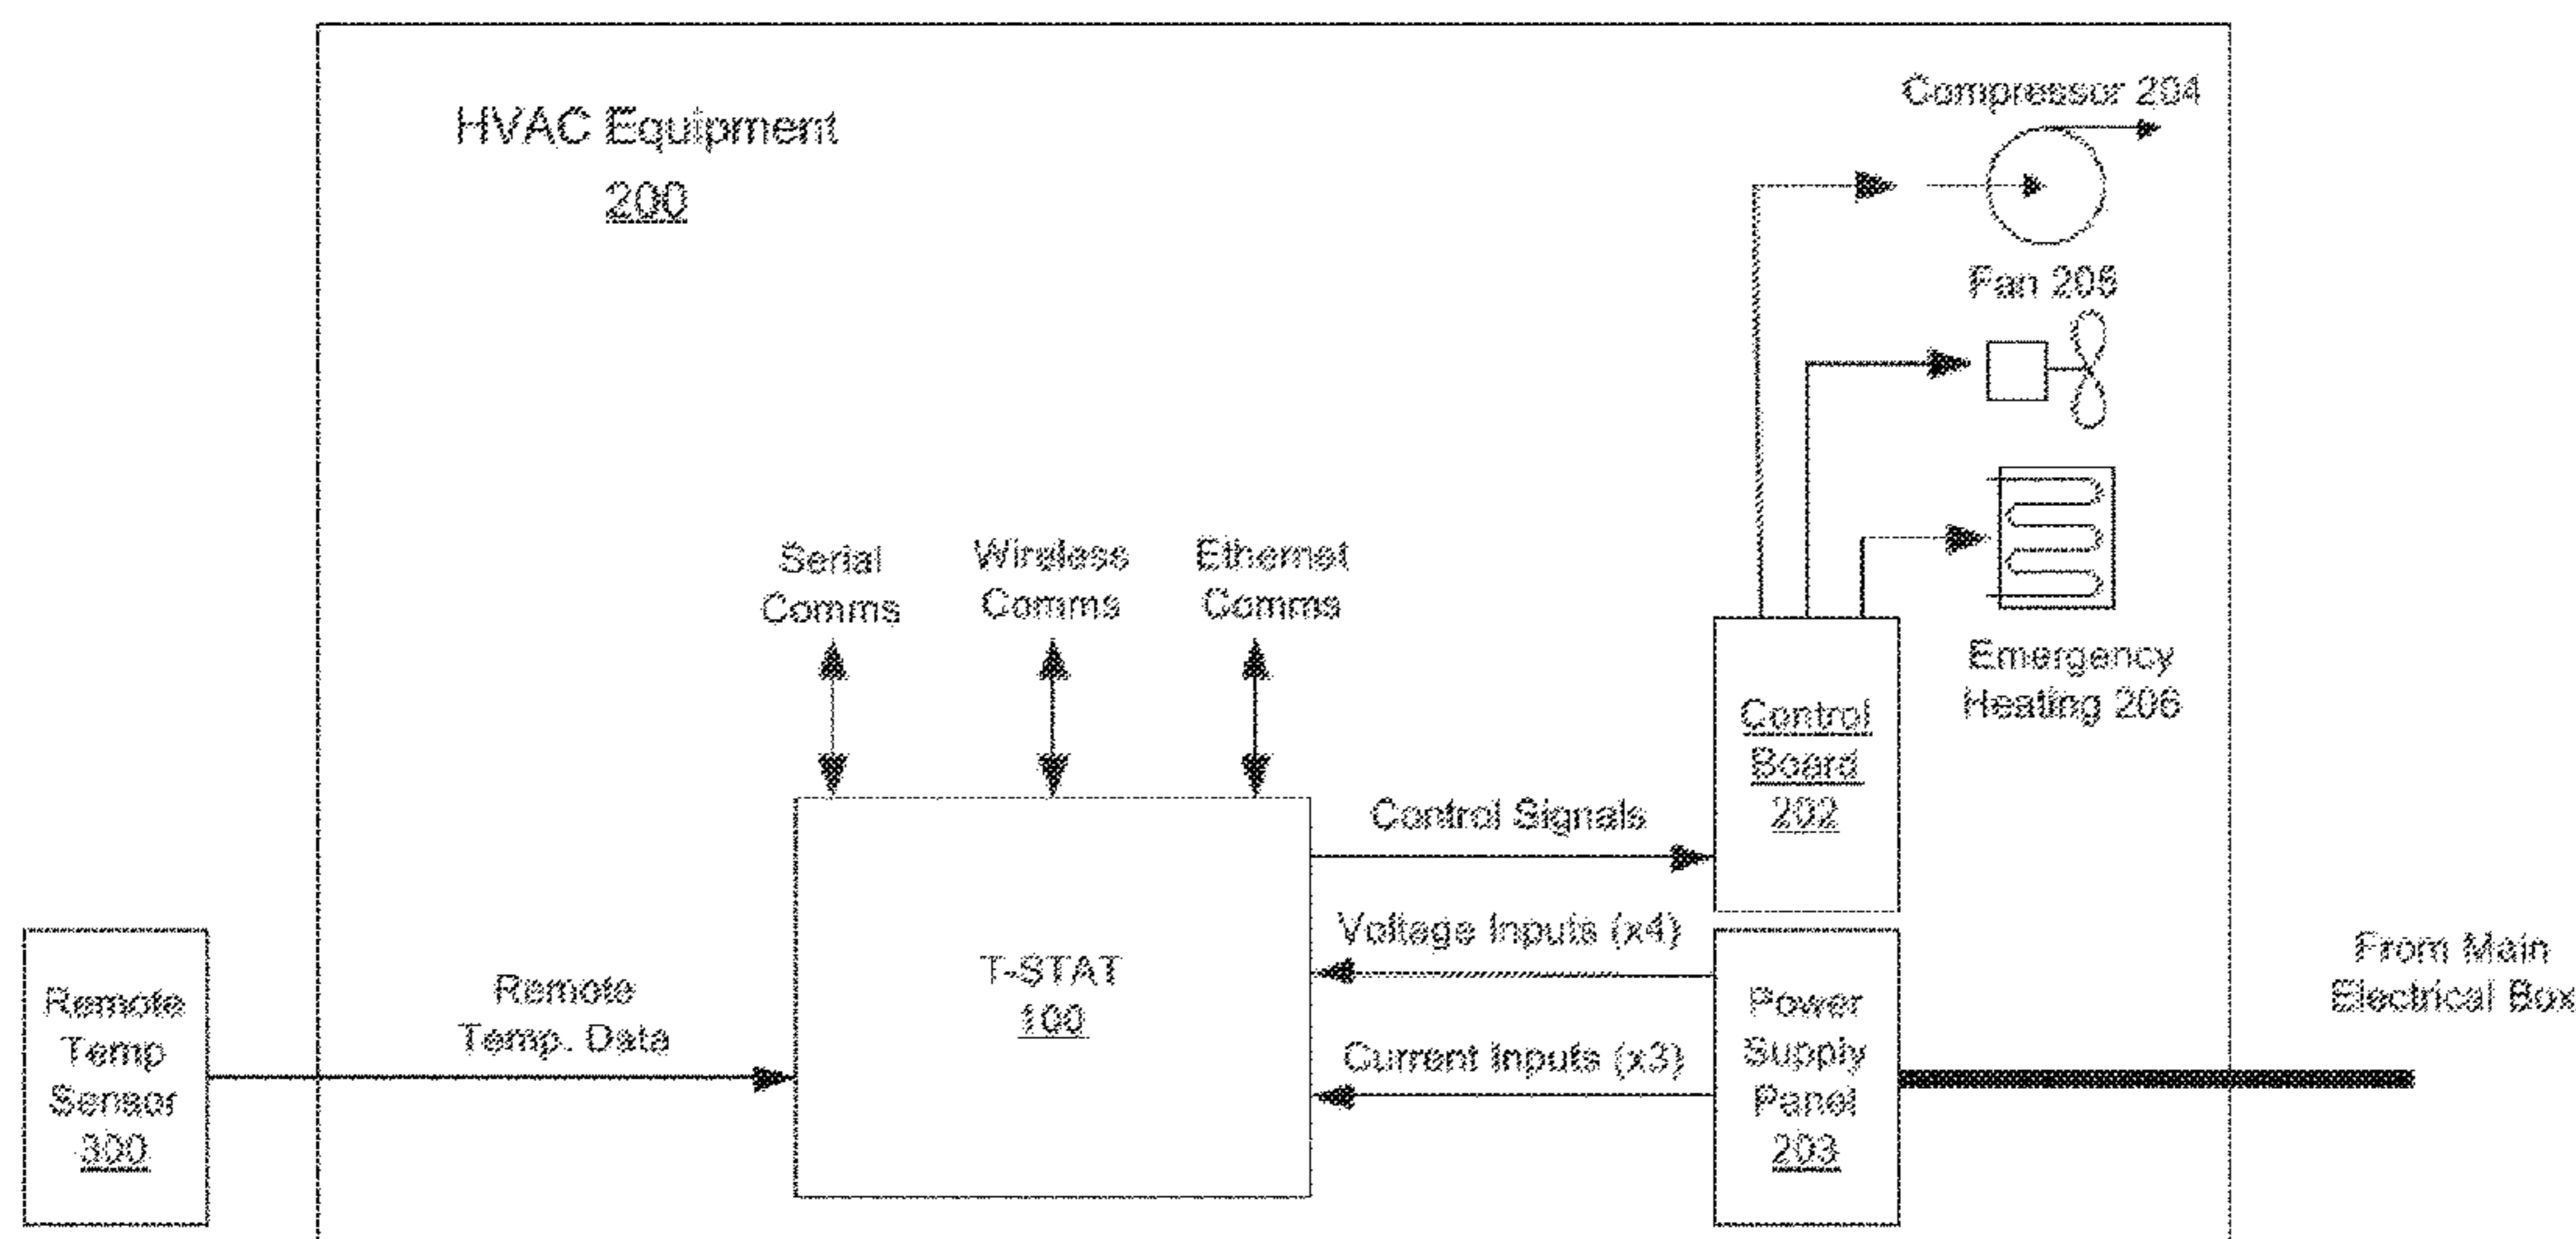 HVAC Equipment
200
Compressor 204
Fan 205
Emergency
Heating 206
Serial
Comms
Wireless
Comms
Ethernet
Comms
Control
Board
202
Control Signals
Voltage Inputs (x4)
Current Inputs (x3)
T-STAT
100
Remote
Temp. Data
Remote
Temp
Sensor
300
Power
Supply
Panel
203
From Main
Electrical Box